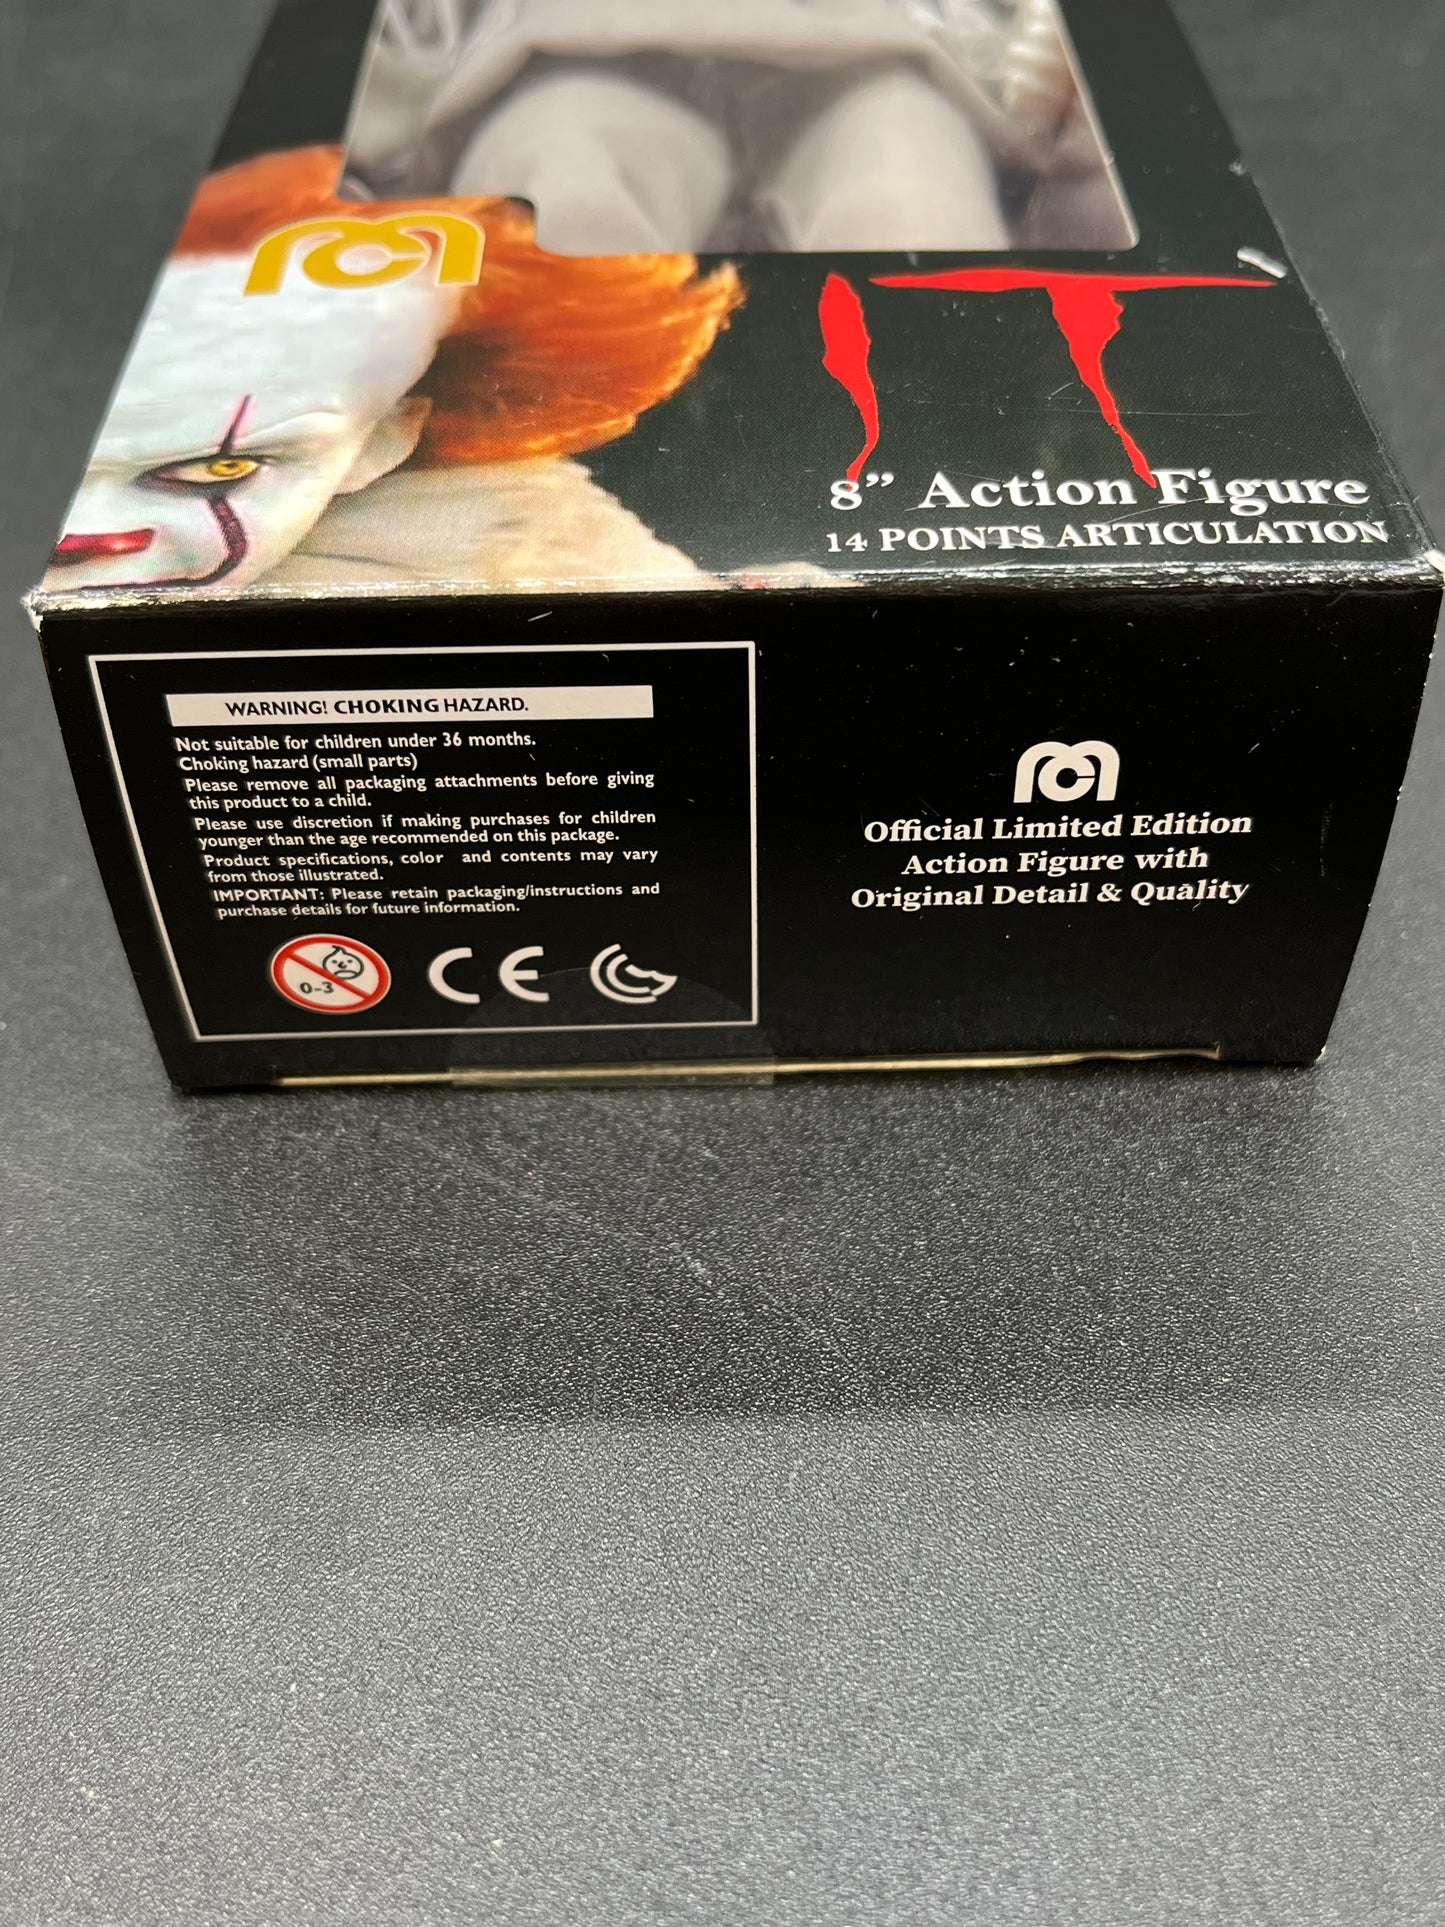 IT
8” Action Figure
14 POINTS ARTICULATION
WARNING! CHOKING HAZARD.
Not suitable for children under 36 months.
Choking hazard (small parts)
Please remove all packaging attachments before giving
this product to a child.
Please use discretion if making purchases for children
younger than the age recommended on this package.
Product specifications, color and contents may vary
from those illustrated.
IMPORTANT: Please retain packaging/instructions and
purchase details for future information.
0-3
CE
Official Limited Edition
Action Figure with
Original Detail & Quality